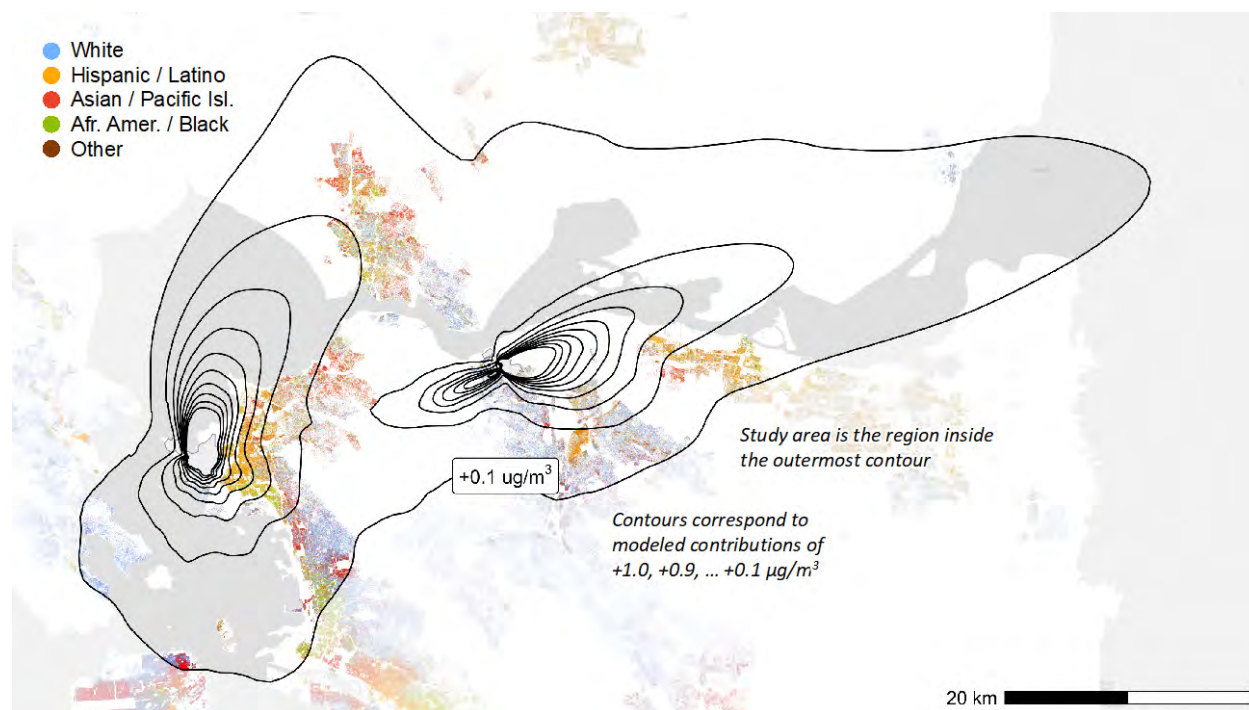 White
Hispanic / Latino
Asian / Pacific Isl.
Afr. Amer. / Black
Other
Study area is the region inside
the outermost contour
+0.1 ug/m³
Contours correspond to
modeled contributions of
+1.0, +0.9, ... +0.1 µg/m³
20 km